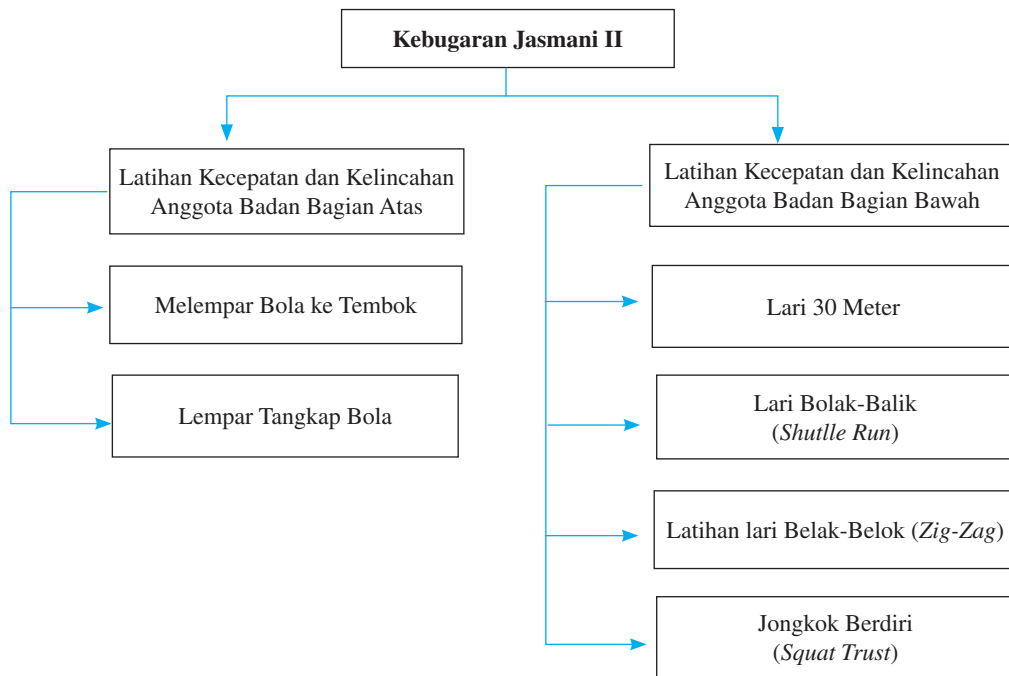 Kebugaran Jasmani II
Latihan Kecepatan dan Kelincahan
Anggota Badan Bagian Atas
Melempar Bola ke Tembok
Lempar Tangkap Bola
Latihan Kecepatan dan Kelincahan
Anggota Badan Bagian Bawah
Lari 30 Meter
Lari Bolak-Balik
(Shutlle Run)
Latihan lari Belak-Belok (Zig-Zag)
Jongkok Berdiri
(Squat Trust)